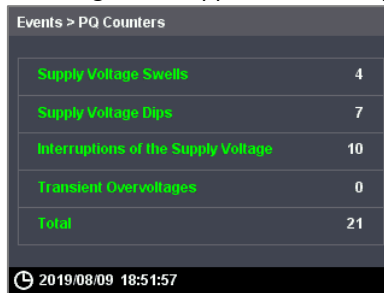 Events > PQ Counters
Supply Voltage Swells 4
Supply Voltage Dips 7
Interruptions of the Supply Voltage 10
Transient Overvoltages 0
Total 21
2019/08/09 18:51:57